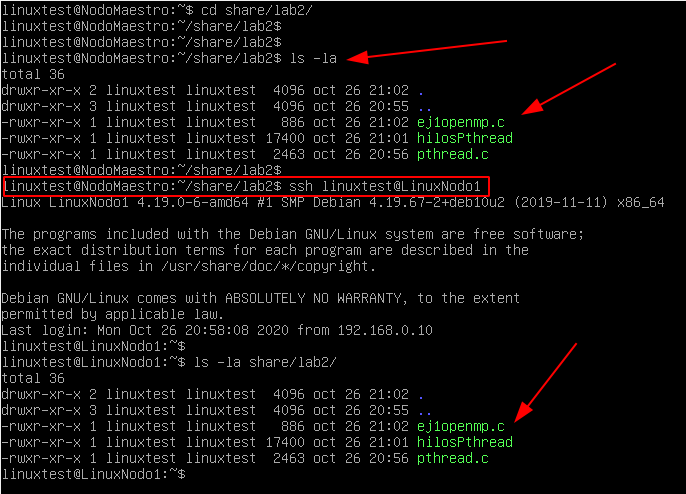 linuxtest@NodoMaestro:~$ cd share/lab2/
linuxtest@NodoMaestro:~/share/lab2$
linuxtest@NodoMaestro:~/share/lab2$
linuxtest@NodoMaestro:~/share/lab2$ ls -la
total 36
drwxr-xr-x 2 linuxtest linuxtest  4096 oct 26 21:02 .
drwxr-xr-x 3 linuxtest linuxtest  4096 oct 26 20:55 ..
-rwxr-xr-x 1 linuxtest linuxtest   886 oct 26 21:02 ej1openmp.c
-rwxr-xr-x 1 linuxtest linuxtest 17400 oct 26 21:01 hilosPthread
-rwxr-xr-x 1 linuxtest linuxtest  2463 oct 26 20:56 pthread.c
linuxtest@NodoMaestro:~/share/lab2$
linuxtest@NodoMaestro:~/share/lab2$ ssh linuxtest@LinuxNodo1
Linux LinuxNodo1 4.19.0-6-amd64 #1 SMP Debian 4.19.67-2+deb10u2 (2019-11-11) x86_64

The programs included with the Debian GNU/Linux system are free software;
the exact distribution terms for each program are described in the
individual files in /usr/share/doc/*/copyright.

Debian GNU/Linux comes with ABSOLUTELY NO WARRANTY, to the extent
permitted by applicable law.
Last login: Mon Oct 26 20:58:08 2020 from 192.168.0.10
linuxtest@LinuxNodo1:~$
linuxtest@LinuxNodo1:~$ ls -la share/lab2/
total 36
drwxr-xr-x 2 linuxtest linuxtest  4096 oct 26 21:02 .
drwxr-xr-x 3 linuxtest linuxtest  4096 oct 26 20:55 ..
-rwxr-xr-x 1 linuxtest linuxtest   886 oct 26 21:02 ej1openmp.c
-rwxr-xr-x 1 linuxtest linuxtest 17400 oct 26 21:01 hilosPthread
-rwxr-xr-x 1 linuxtest linuxtest  2463 oct 26 20:56 pthread.c
linuxtest@LinuxNodo1:~$